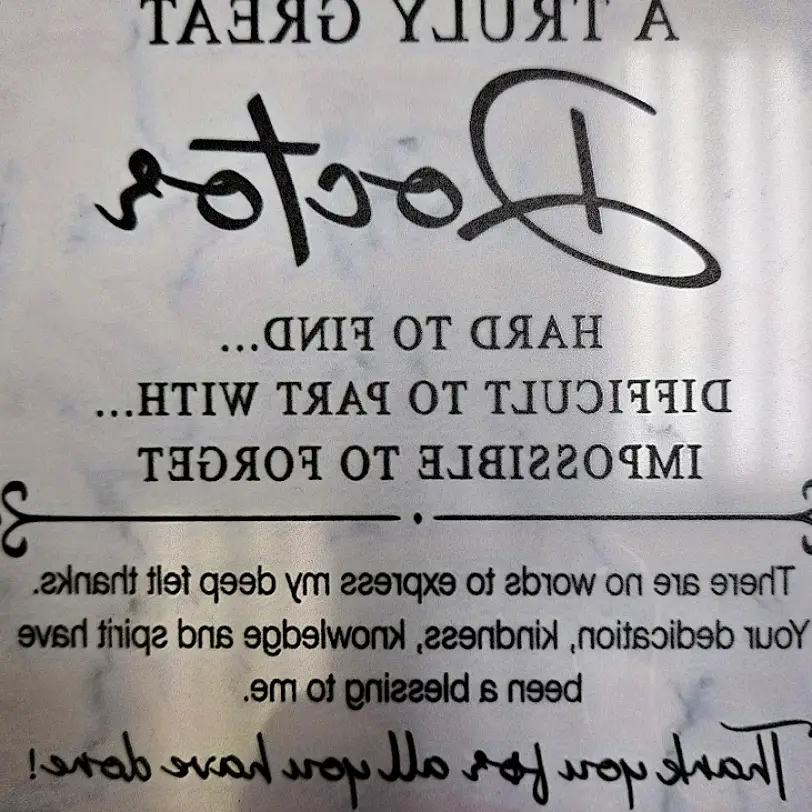 A TRULY GREAT
Doctor
HARD TO FIND...
DIFFICULT TO PART WITH...
IMPOSSIBLE TO FORGET
There are no words to express my deep felt thanks.
Your dedication, kindness, knowledge and spirit have
been a blessing to me.
Thank you for all you have done!